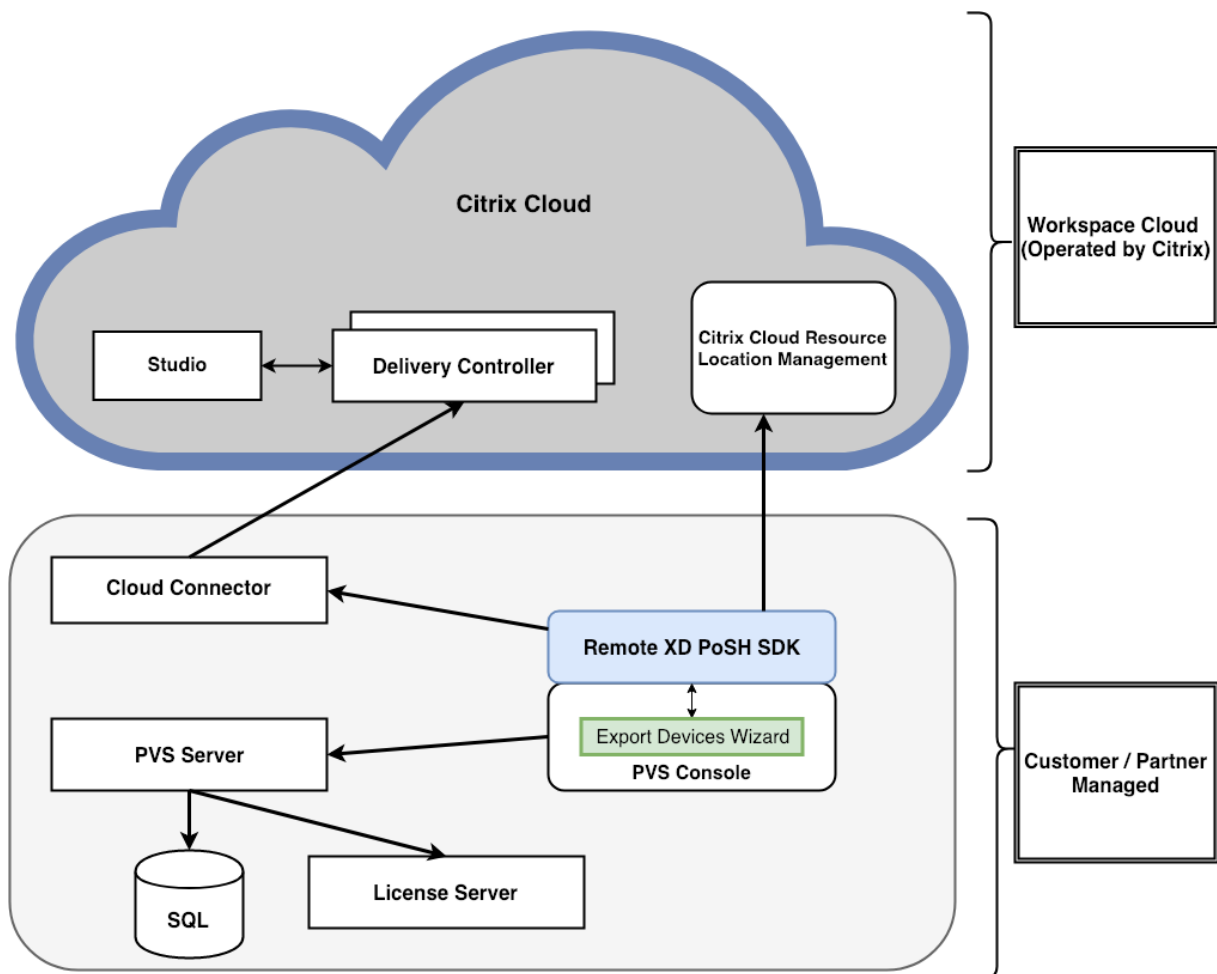 Citrix Cloud
Workspace Cloud
(Operated by Citrix)
Studio
Delivery Controller
Citrix Cloud Resource
Location Management
Cloud Connector
Remote XD PoSH SDK
PVS Server
Export Devices Wizard
PVS Console
Customer / Partner
Managed
SQL
License Server